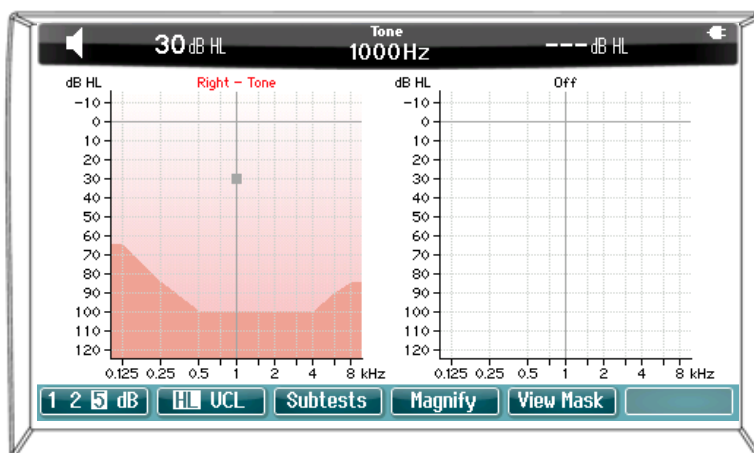 30 dB HL
Tone
1000Hz
---dB HL
dB HL
Right - Tone
-10
0
10
20
30
40
50
60
70
80
90
100
110
120
0.125 0.25 0.5 1 2 4 8 kHz
dB HL
Off
-10
0
10
20
30
40
50
60
70
80
90
100
110
120
0.125 0.25 0.5 1 2 4 8 kHz
1 2 5 dB
HL UCL
Subtests
Magnify
View Mask